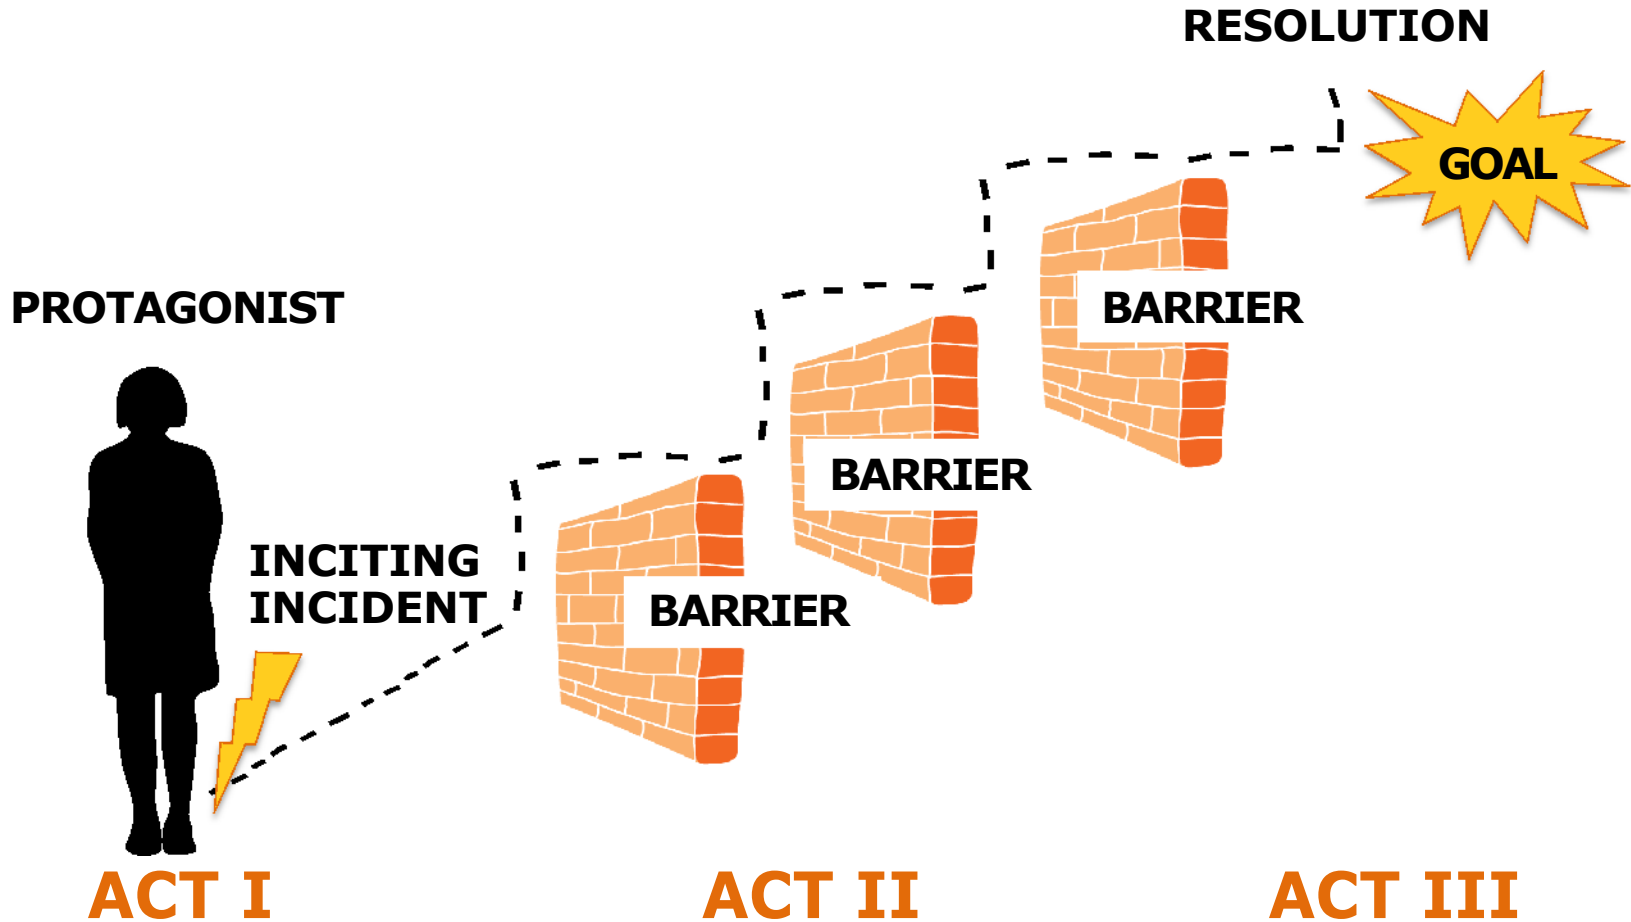 RESOLUTION
GOAL
PROTAGONIST
BARRIER
BARRIER
INCITING
INCIDENT
BARRIER
ACT I
ACT II
ACT III